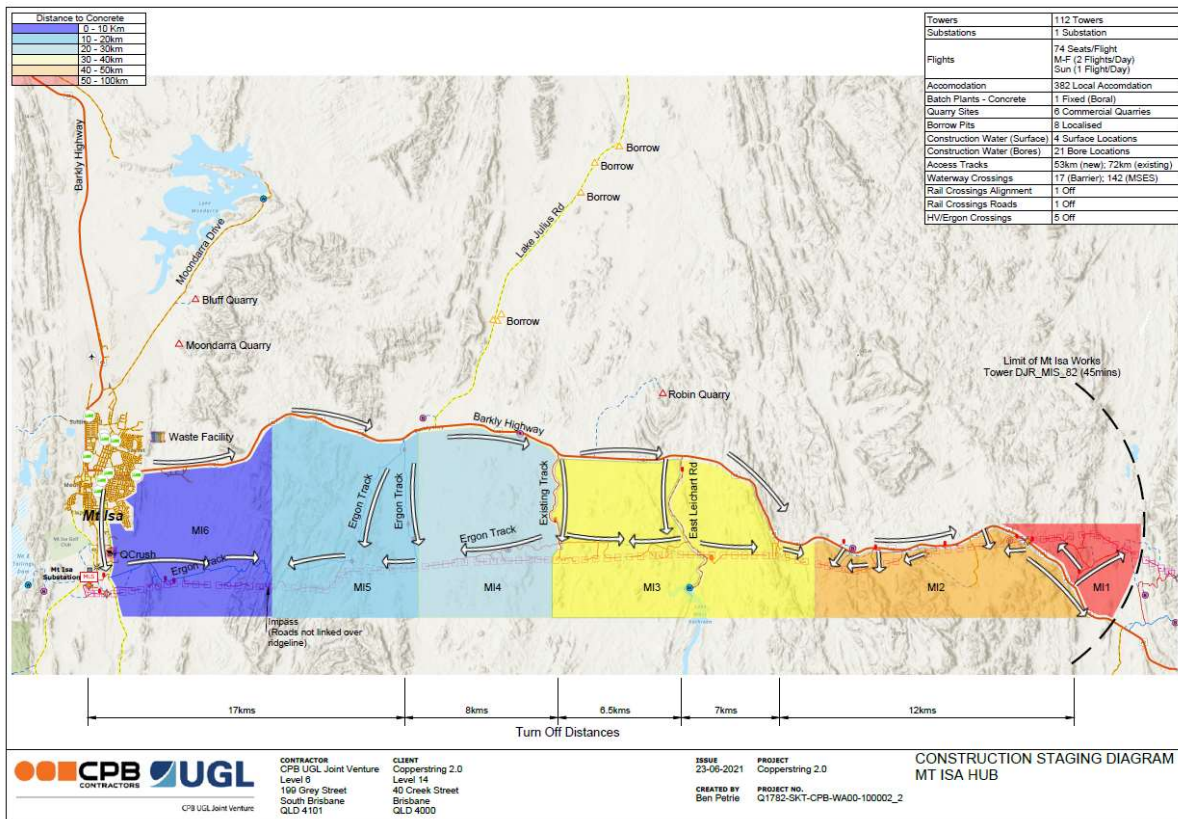 Distance to Concrete
0 - 10 Km
10 - 20km
20 - 30km
30 - 40km
40 - 50km
50 - 100km
Towers 112 Towers
Substations 1 Substation
Flights 74 Seats/Flight
M-F (2 Flights/Day)
Sun (1 Flight/Day)
Accomodation 382 Local Accomdation
Batch Plants - Concrete 1 Fixed (Boral)
Quarry Sites 6 Commercial Quarries
Borrow Pits 8 Localised
Construction Water (Surface) 4 Surface Locations
Construction Water (Bores) 21 Bore Locations
Access Tracks 53km (new); 72km (existing)
Waterway Crossings 17 (Barrier); 142 (MSES)
Rail Crossings Alignment 1 Off
Rail Crossings Roads 1 Off
HV/Ergon Crossings 5 Off
Barkly Highway
Moondarra Drive
Lake Julius Rd
Borrow
Borrow
Borrow
Borrow
Bluff Quarry
Moondarra Quarry
Robin Quarry
Limit of Mt Isa Works
Tower DJR_MIS_82 (45mins)
Waste Facility
Barkly Highway
Mt Isa
QCrush
Mt Isa
Substation
MI6
Ergon Track
Ergon Track
Ergon Track
Ergon Track
Existing Track
East Leichart Rd
MI5
MI4
MI3
MI2
MI1
Impass
(Roads not linked over
ridgeline)
17kms
8kms
6.5kms
7kms
12kms
Turn Off Distances
CPB
CONTRACTORS
UGL
CPB UGL Joint Venture
CONTRACTOR
CPB UGL Joint Venture
Level 6
199 Grey Street
South Brisbane
QLD 4101
CLIENT
Copperstring 2.0
Level 14
40 Creek Street
Brisbane
QLD 4000
ISSUE
23-06-2021
CREATED BY
Ben Petrie
PROJECT
Copperstring 2.0
PROJECT NO.
Q1782-SKT-CPB-WA00-100002_2
CONSTRUCTION STAGING DIAGRAM
MT ISA HUB